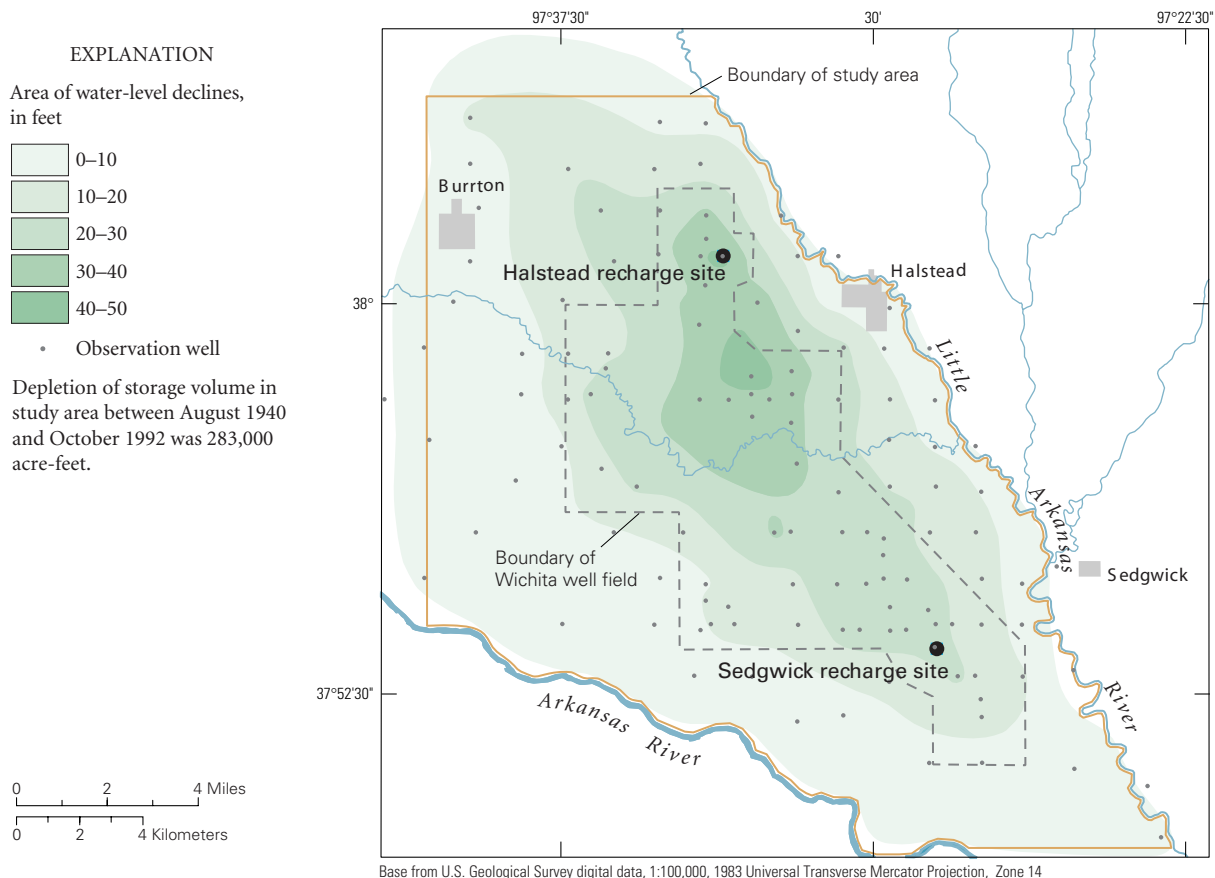 EXPLANATION
Area of water-level declines,
in feet
0–10
10–20
20–30
30–40
40–50
Observation well
Depletion of storage volume in
study area between August 1940
and October 1992 was 283,000
acre-feet.
0 2 4 Miles
0 2 4 Kilometers
97°37'30" 30' 97°22'30"
38°
37°52'30"
Boundary of study area
Burrton
Halstead recharge site
Halstead
Little
Arkansas
River
Boundary of
Wichita well field
Sedgwick
Sedgwick recharge site
Arkansas River
Base from U.S. Geological Survey digital data, 1:100,000, 1983 Universal Transverse Mercator Projection, Zone 14